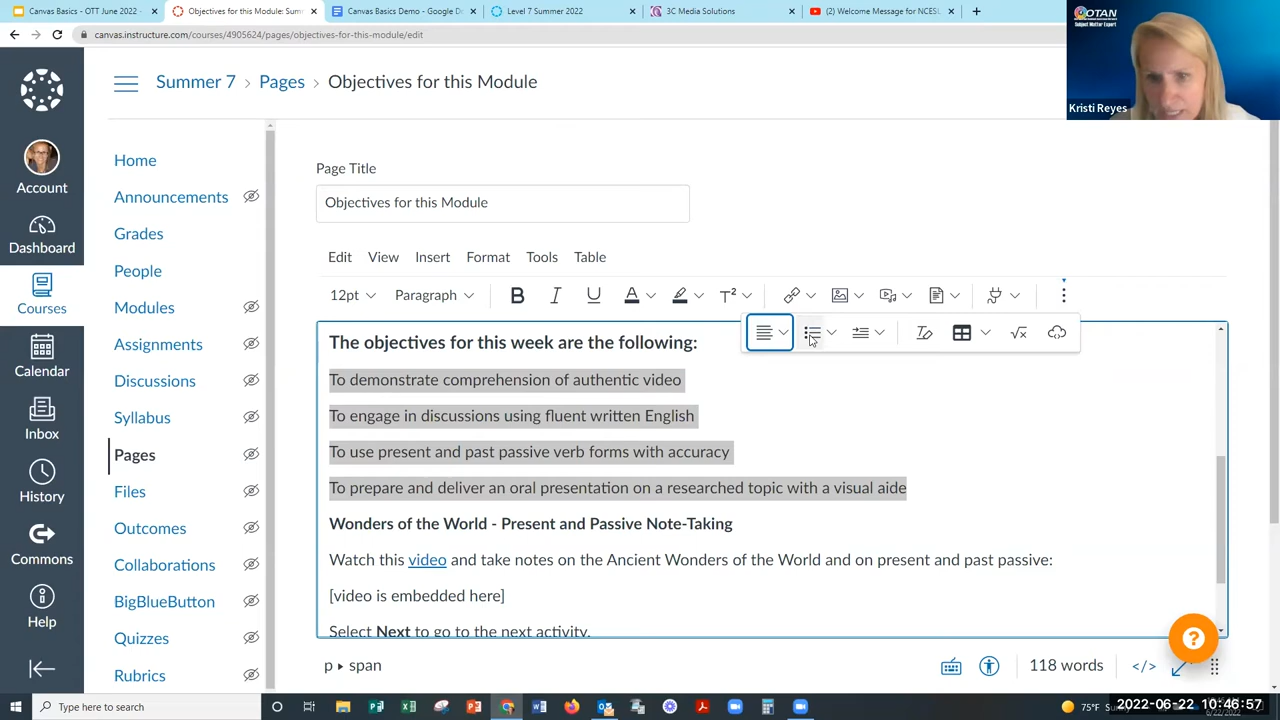 Canvas Basics - OTT June 2022 -
Objectives for this Module: Sum
Canvas Basics Demo - Google D
Level 7 Summer 2022
3C Media Solutions
(2) Welcome Message for NCES
canvas.instructure.com/courses/4905624/pages/objectives-for-this-
OTAN
Subject Matter Expert
Kristi Reyes
Summer 7 > Pages > Objectives for this Module
Account
Dashboard
Courses
Calendar
Inbox
History
Commons
Help
Home
Announcements
Grades
People
Modules
Assignments
Discussions
Syllabus
Pages
Files
Outcomes
Collaborations
BigBlueButton
Quizzes
Rubrics
Page Title
Objectives for this Module
Edit View Insert Format Tools Table
12pt Paragraph B I U A T²
The objectives for this week are the following:
To demonstrate comprehension of authentic video
To engage in discussions using fluent written English
To use present and past passive verb forms with accuracy
To prepare and deliver an oral presentation on a researched topic with a visual aide
Wonders of the World - Present and Passive Note-Taking
Watch this video and take notes on the Ancient Wonders of the World and on present and past passive:
[video is embedded here]
Select Next to go to the next activity.
p ▸ span
118 words
</>
Type here to search
75°F
2022-06-22 10:46:57